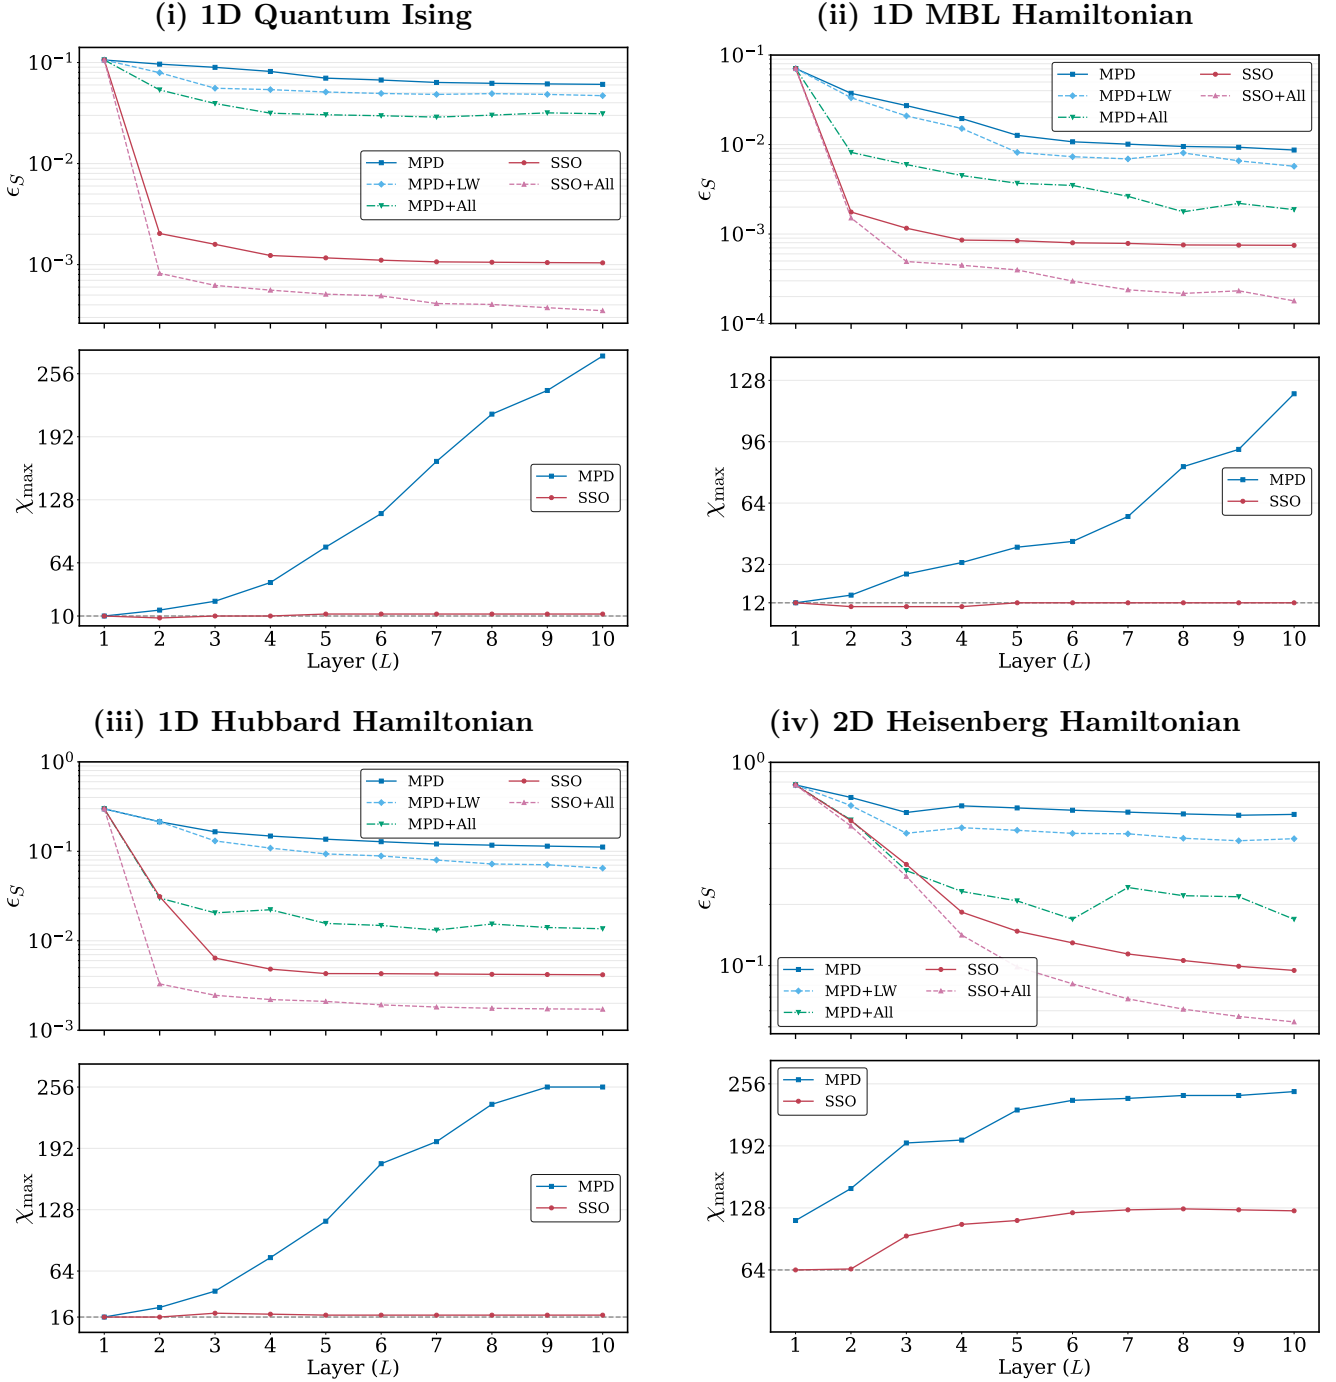 (i) 1D Quantum Ising
10⁻¹
10⁻²
10⁻³
ϵ_S
MPD
MPD+LW
MPD+All
SSO
SSO+All
256
192
128
64
10
χ_max
MPD
SSO
1 2 3 4 5 6 7 8 9 10
Layer (L)
(ii) 1D MBL Hamiltonian
10⁻¹
10⁻²
10⁻³
10⁻⁴
ϵ_S
MPD
MPD+LW
MPD+All
SSO
SSO+All
128
96
64
32
12
χ_max
MPD
SSO
1 2 3 4 5 6 7 8 9 10
Layer (L)
(iii) 1D Hubbard Hamiltonian
10⁰
10⁻¹
10⁻²
10⁻³
ϵ_S
MPD
MPD+LW
MPD+All
SSO
SSO+All
256
192
128
64
16
χ_max
MPD
SSO
1 2 3 4 5 6 7 8 9 10
Layer (L)
(iv) 2D Heisenberg Hamiltonian
10⁰
10⁻¹
ϵ_S
MPD
MPD+LW
MPD+All
SSO
SSO+All
256
192
128
64
χ_max
MPD
SSO
1 2 3 4 5 6 7 8 9 10
Layer (L)